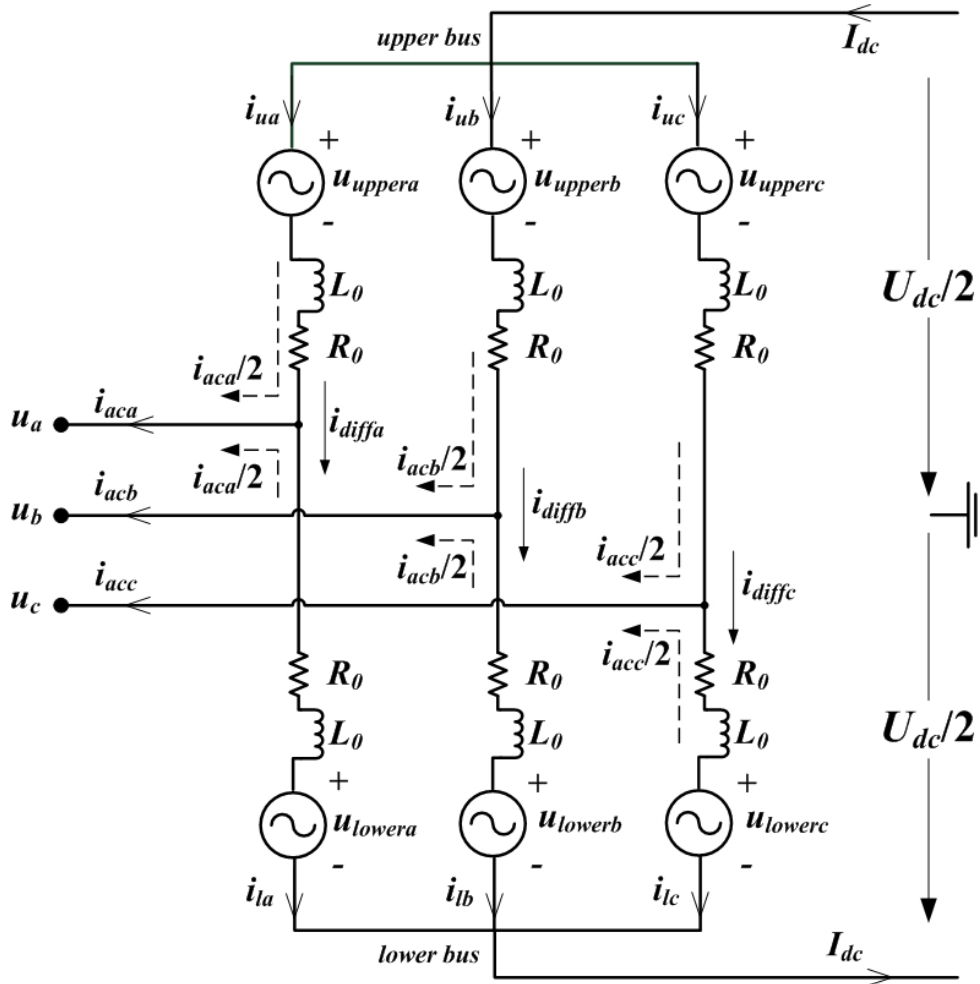 upper bus
I_dc
i_ua
i_ub
i_uc
+
+
+
u_uppera
u_upperb
u_upperc
-
-
-
L_0
L_0
L_0
U_dc/2
R_0
R_0
R_0
i_aca/2
u_a
i_aca
i_diffa
i_aca/2
i_acb/2
u_b
i_acb
i_diffb
i_acb/2
i_acc/2
u_c
i_acc
i_diffc
i_acc/2
R_0
R_0
R_0
L_0
L_0
L_0
U_dc/2
+
+
+
u_lowera
u_lowerb
u_lowerc
-
-
-
i_la
i_lb
i_lc
lower bus
I_dc